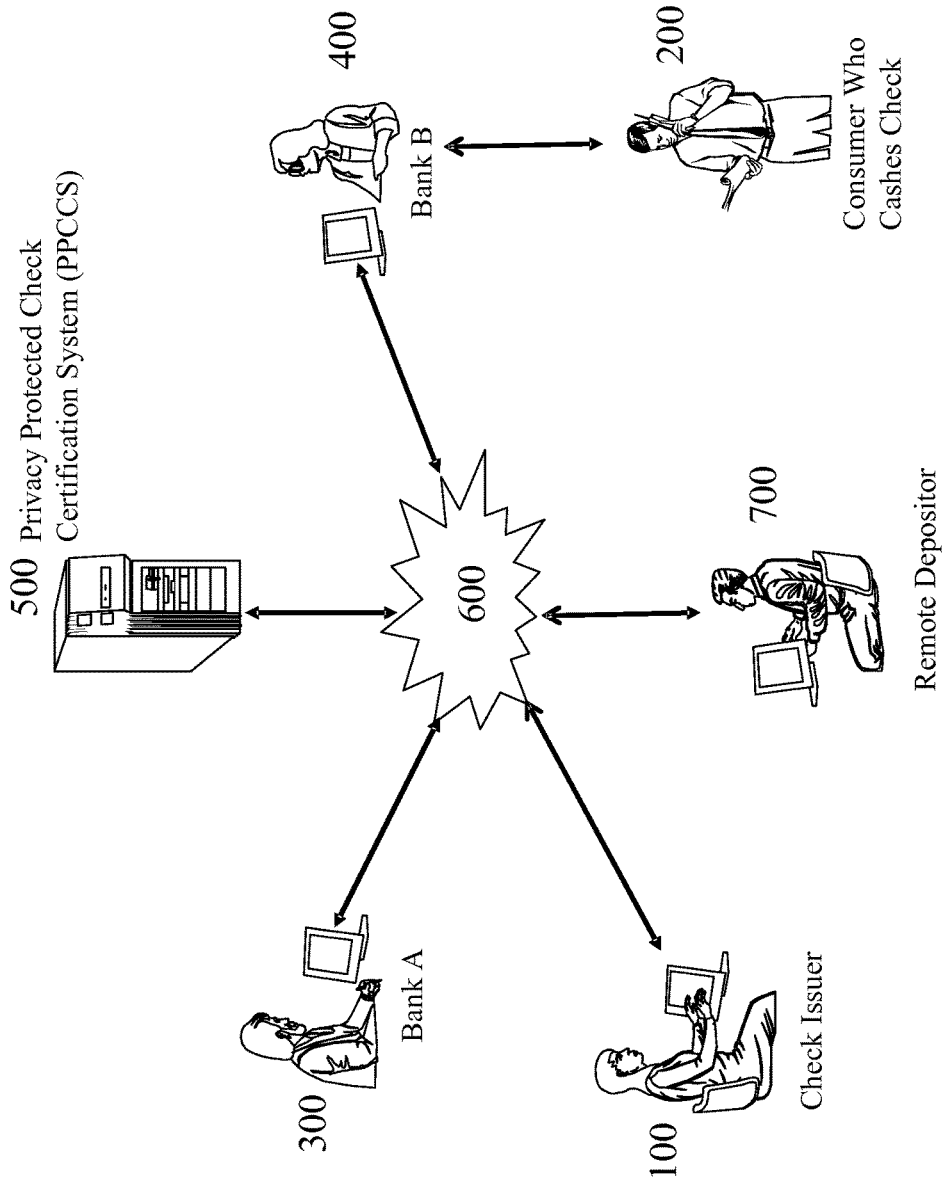 500 Privacy Protected Check
Certification System (PPCCS)
300
Bank A
400
Bank B
600
100
Check Issuer
700
Remote Depositor
200
Consumer Who
Cashes Check